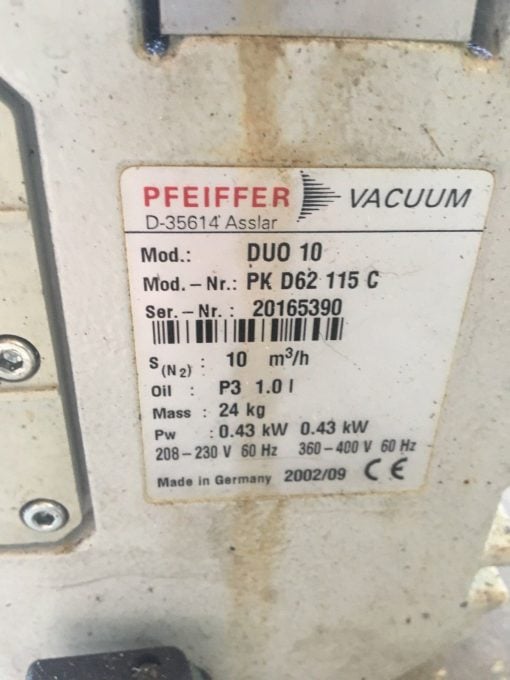 PFEIFFER VACUUM
D-35614 Asslar
Mod.: DUO 10
Mod.-Nr.: PK D62 115 C
Ser.-Nr.: 20165390
S(N2) : 10 m³/h
Oil : P3 1.0 l
Mass : 24 kg
Pw : 0.43 kW 0.43 kW
208-230 V 60 Hz 360-400 V 60 Hz
Made in Germany 2002/09 CE